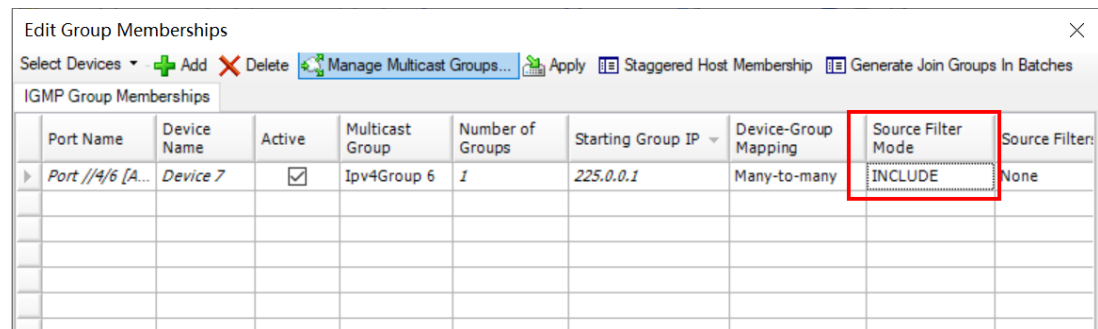 Edit Group Memberships
Select Devices Add Delete Manage Multicast Groups... Apply Staggered Host Membership Generate Join Groups In Batches
IGMP Group Memberships
Port Name Device Name Active Multicast Group Number of Groups Starting Group IP Device-Group Mapping Source Filter Mode Source Filters
Port //4/6 [A... Device 7 Ipv4Group 6 1 225.0.0.1 Many-to-many INCLUDE None